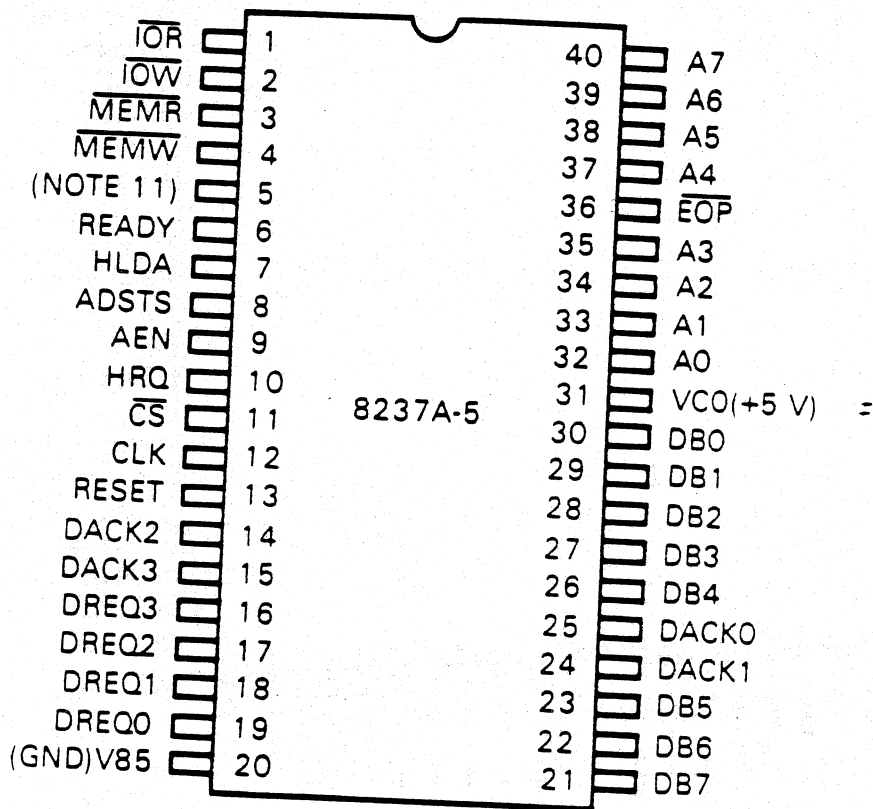 IOR 1
IOW 2
MEMR 3
MEMW 4
(NOTE 11) 5
READY 6
HLDA 7
ADSTS 8
AEN 9
HRQ 10
CS 11
CLK 12
RESET 13
DACK2 14
DACK3 15
DREQ3 16
DREQ2 17
DREQ1 18
DREQ0 19
(GND)V85 20
8237A-5
40 A7
39 A6
38 A5
37 A4
36 EOP
35 A3
34 A2
33 A1
32 A0
31 VC0(+5 V)
30 DB0
29 DB1
28 DB2
27 DB3
26 DB4
25 DACK0
24 DACK1
23 DB5
22 DB6
21 DB7